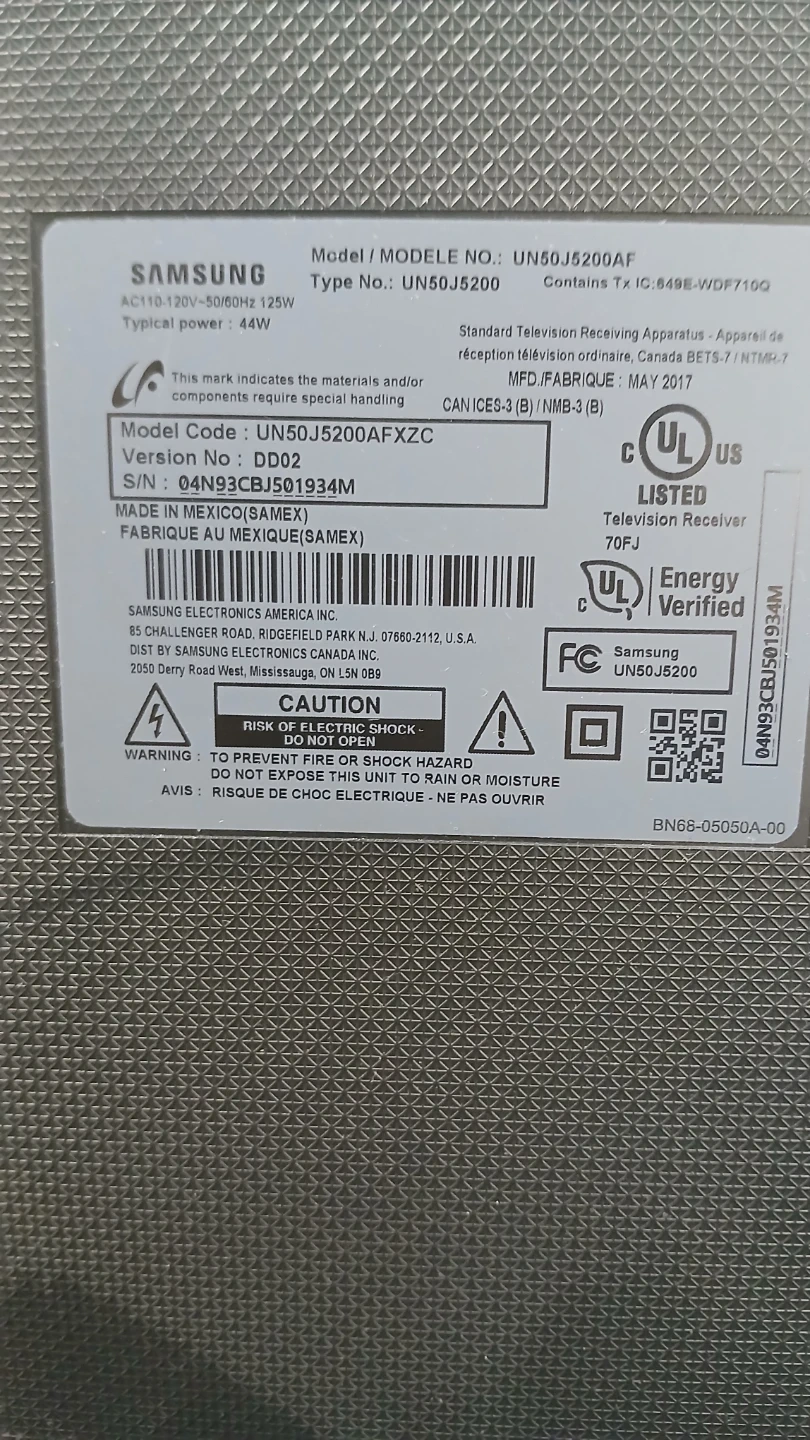 SAMSUNG
Model / MODELE NO.: UN50J5200AF
Type No.: UN50J5200
Contains Tx IC:649E-WDF710Q
AC110-120V~50/60Hz 125W
Typical power : 44W
Standard Television Receiving Apparatus - Appareil de
réception télévision ordinaire, Canada BETS-7 / NTMR-7
This mark indicates the materials and/or
components require special handling
MFD./FABRIQUE : MAY 2017
CAN ICES-3 (B) / NMB-3 (B)
Model Code : UN50J5200AFXZC
Version No : DD02
S/N : 04N93CBJ501934M
C UL US
LISTED
Television Receiver
70FJ
MADE IN MEXICO(SAMEX)
FABRIQUE AU MEXIQUE(SAMEX)
C UL Energy
Verified
SAMSUNG ELECTRONICS AMERICA INC.
85 CHALLENGER ROAD, RIDGEFIELD PARK N.J. 07660-2112, U.S.A.
DIST BY SAMSUNG ELECTRONICS CANADA INC.
2050 Derry Road West, Mississauga, ON L5N 0B9
FC Samsung
UN50J5200
04N93CBJ501934M
CAUTION
RISK OF ELECTRIC SHOCK -
DO NOT OPEN
WARNING : TO PREVENT FIRE OR SHOCK HAZARD
DO NOT EXPOSE THIS UNIT TO RAIN OR MOISTURE
AVIS : RISQUE DE CHOC ELECTRIQUE - NE PAS OUVRIR
BN68-05050A-00